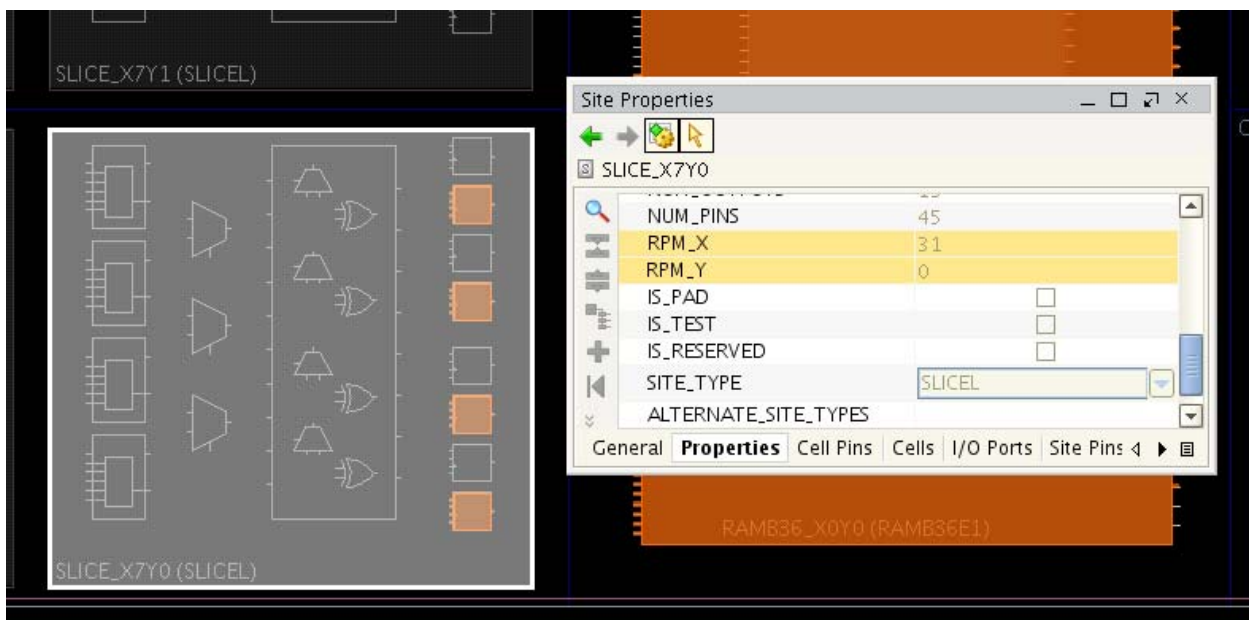 SLICE_X7Y1 (SLICEL)
Site Properties
SLICE_X7Y0
NUM_PINS 45
RPM_X 31
RPM_Y 0
IS_PAD
IS_TEST
IS_RESERVED
SITE_TYPE SLICEL
ALTERNATE_SITE_TYPES
General Properties Cell Pins Cells I/O Ports Site Pins
RAMB36_X0Y0 (RAMB36E1)
SLICE_X7Y0 (SLICEL)